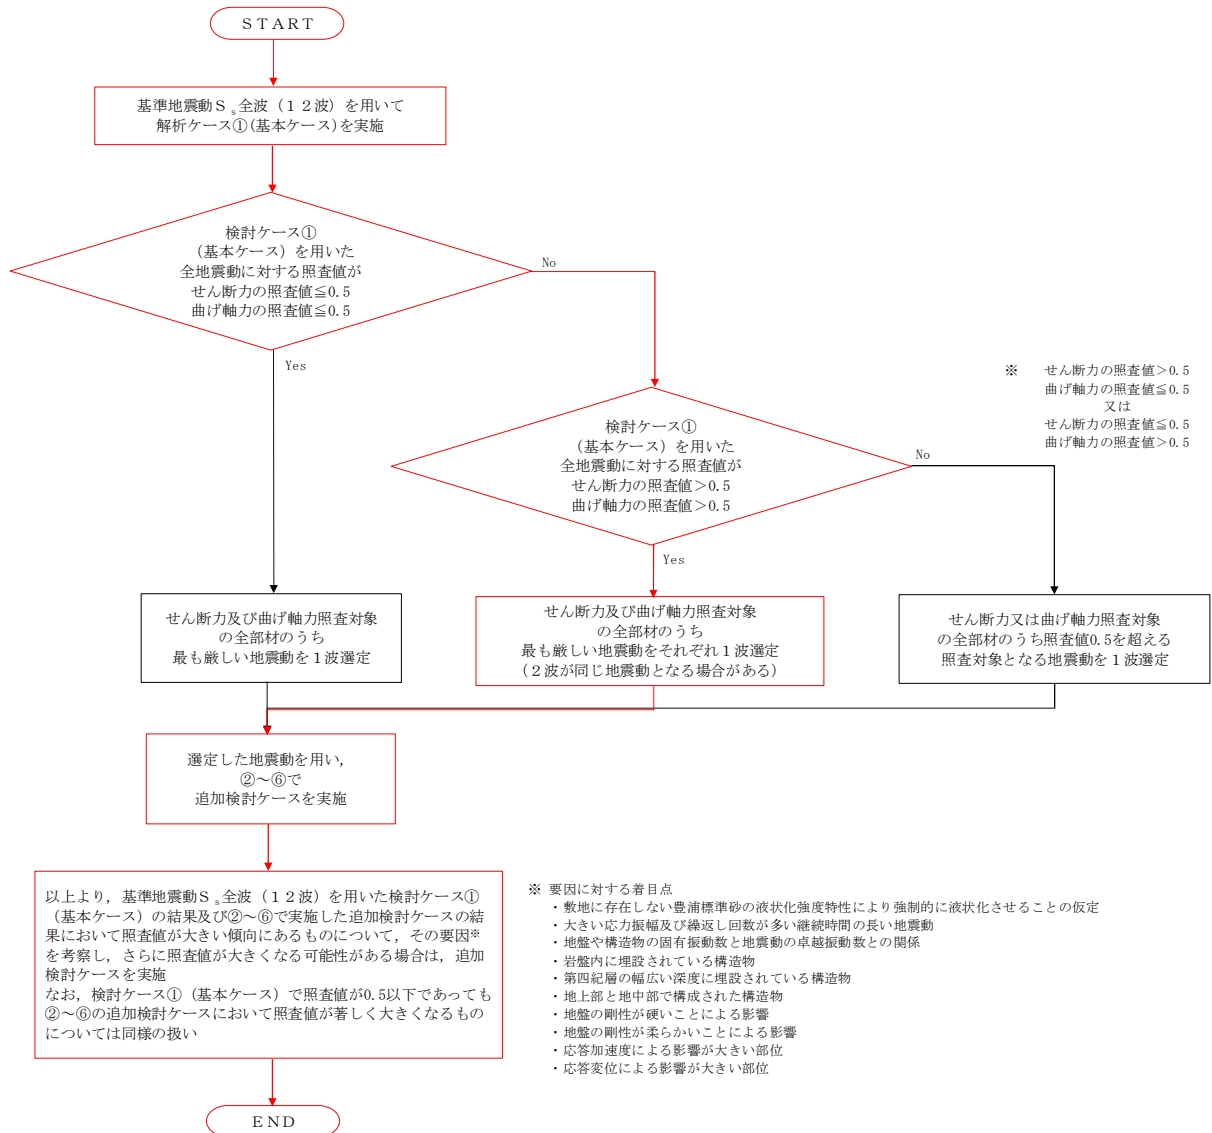 START
基準地震動Ｓs全波（１２波）を用いて
解析ケース①(基本ケース)を実施
検討ケース①
（基本ケース）を用いた
全地震動に対する照査値が
せん断力の照査値≦0.5
曲げ軸力の照査値≦0.5
No
Yes
※　せん断力の照査値>0.5
曲げ軸力の照査値≦0.5
又は
せん断力の照査値≦0.5
曲げ軸力の照査値>0.5
検討ケース①
（基本ケース）を用いた
全地震動に対する照査値が
せん断力の照査値>0.5
曲げ軸力の照査値>0.5
No
Yes
せん断力及び曲げ軸力照査対象
の全部材のうち
最も厳しい地震動を１波選定
せん断力及び曲げ軸力照査対象
の全部材のうち
最も厳しい地震動をそれぞれ１波選定
（２波が同じ地震動となる場合がある）
せん断力又は曲げ軸力照査対象
の全部材のうち照査値0.5を超える
照査対象となる地震動を１波選定
選定した地震動を用い，
②～⑥で
追加検討ケースを実施
以上より，基準地震動Ｓs全波（１２波）を用いた検討ケース①
（基本ケース）の結果及び②～⑥で実施した追加検討ケースの結
果において照査値が大きい傾向にあるものについて，その要因※
を考察し，さらに照査値が大きくなる可能性がある場合は，追加
検討ケースを実施
なお，検討ケース①（基本ケース）で照査値が0.5以下であっても
②～⑥の追加検討ケースにおいて照査値が著しく大きくなるもの
については同様の扱い
※ 要因に対する着目点
・敷地に存在しない豊浦標準砂の液状化強度特性により強制的に液状化させることの仮定
・大きい応力振幅及び繰返し回数が多い継続時間の長い地震動
・地盤や構造物の固有振動数と地震動の卓越振動数との関係
・岩盤内に埋設されている構造物
・第四紀層の幅広い深度に埋設されている構造物
・地上部と地中部で構成された構造物
・地盤の剛性が硬いことによる影響
・地盤の剛性が柔らかいことによる影響
・応答加速度による影響が大きい部位
・応答変位による影響が大きい部位
END